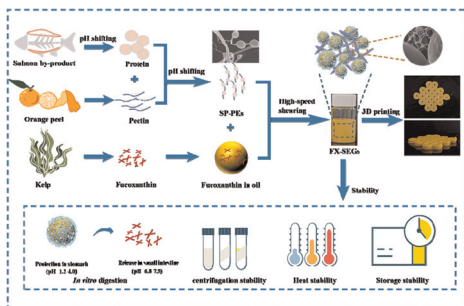 pH shifting
Salmon by-product
Protein
+
pH shifting
Orange peel
Pectin
SP-PEs
+
High-speed
shearing
3D printing
FX-SEGs
Kelp
Fucoxanthin
Fucoxanthin in oil
Stability
Protection in stomach
(pH 1.2-4.0)
Release in small intestine
(pH 6.8-7.5)
In vitro digestion
centrifugation stability
Heat stability
Storage stability